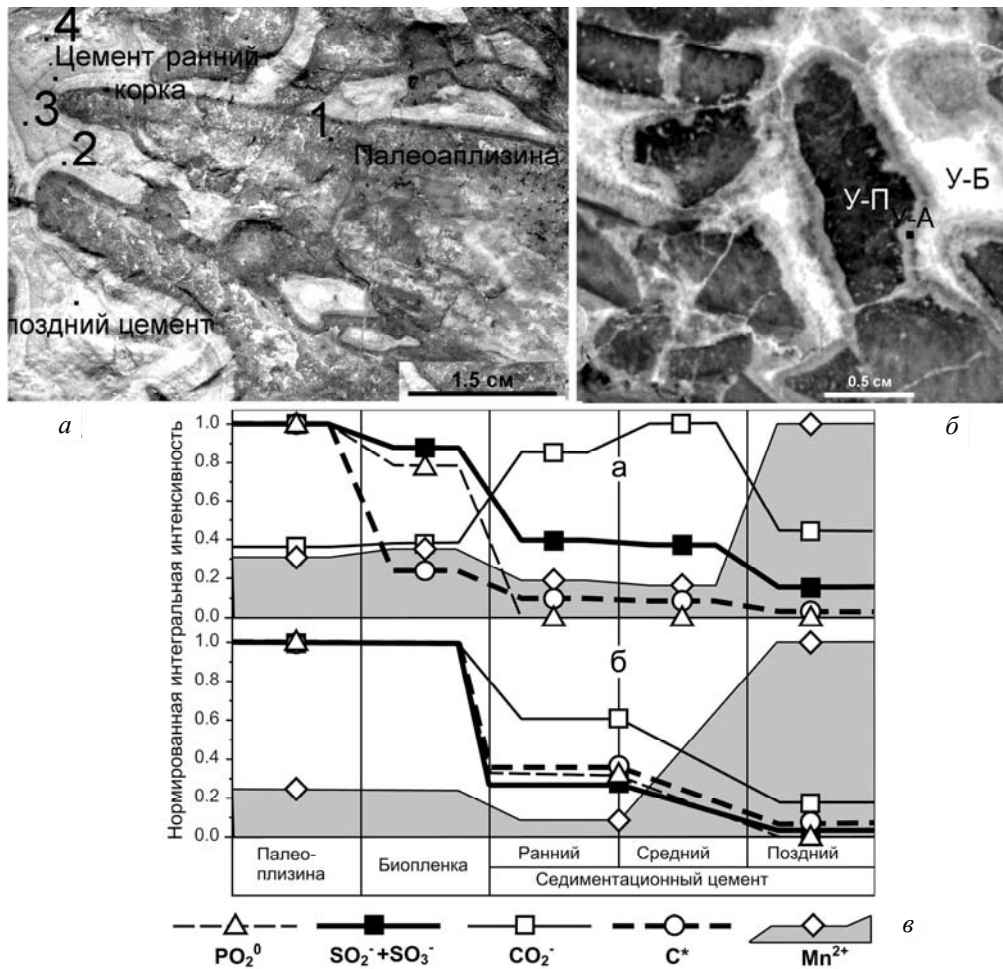 4
Цемент ранний
корка
3
1
2
Палеоаплизина
поздний цемент
1.5 см
У-П
У-Б
У-А
0.5 см
а
б
Нормированная интегральная интенсивность
1.0
0.8
0.6
0.4
0.2
0.0
а
1.0
0.8
0.6
0.4
0.2
0.0
б
Палео-
плизина
Биопленка
Ранний
Средний
Поздний
Седиментационный цемент
PO₂⁰
SO₂⁻+SO₃⁻
CO₂⁻
C*
Mn²⁺
в